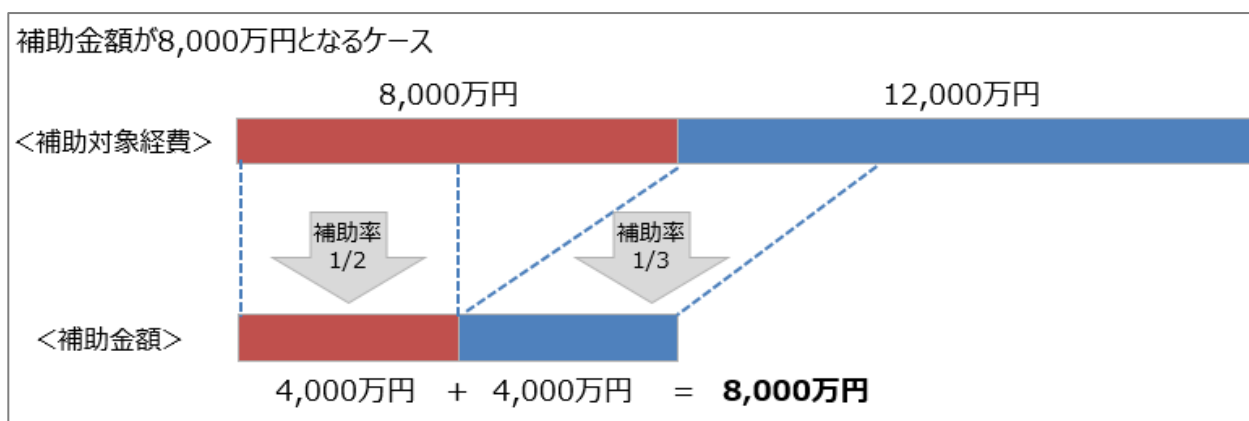 補助金額が8,000万円となるケース
8,000万円 12,000万円
＜補助対象経費＞
補助率
1/2
補助率
1/3
＜補助金額＞
4,000万円 + 4,000万円 = 8,000万円